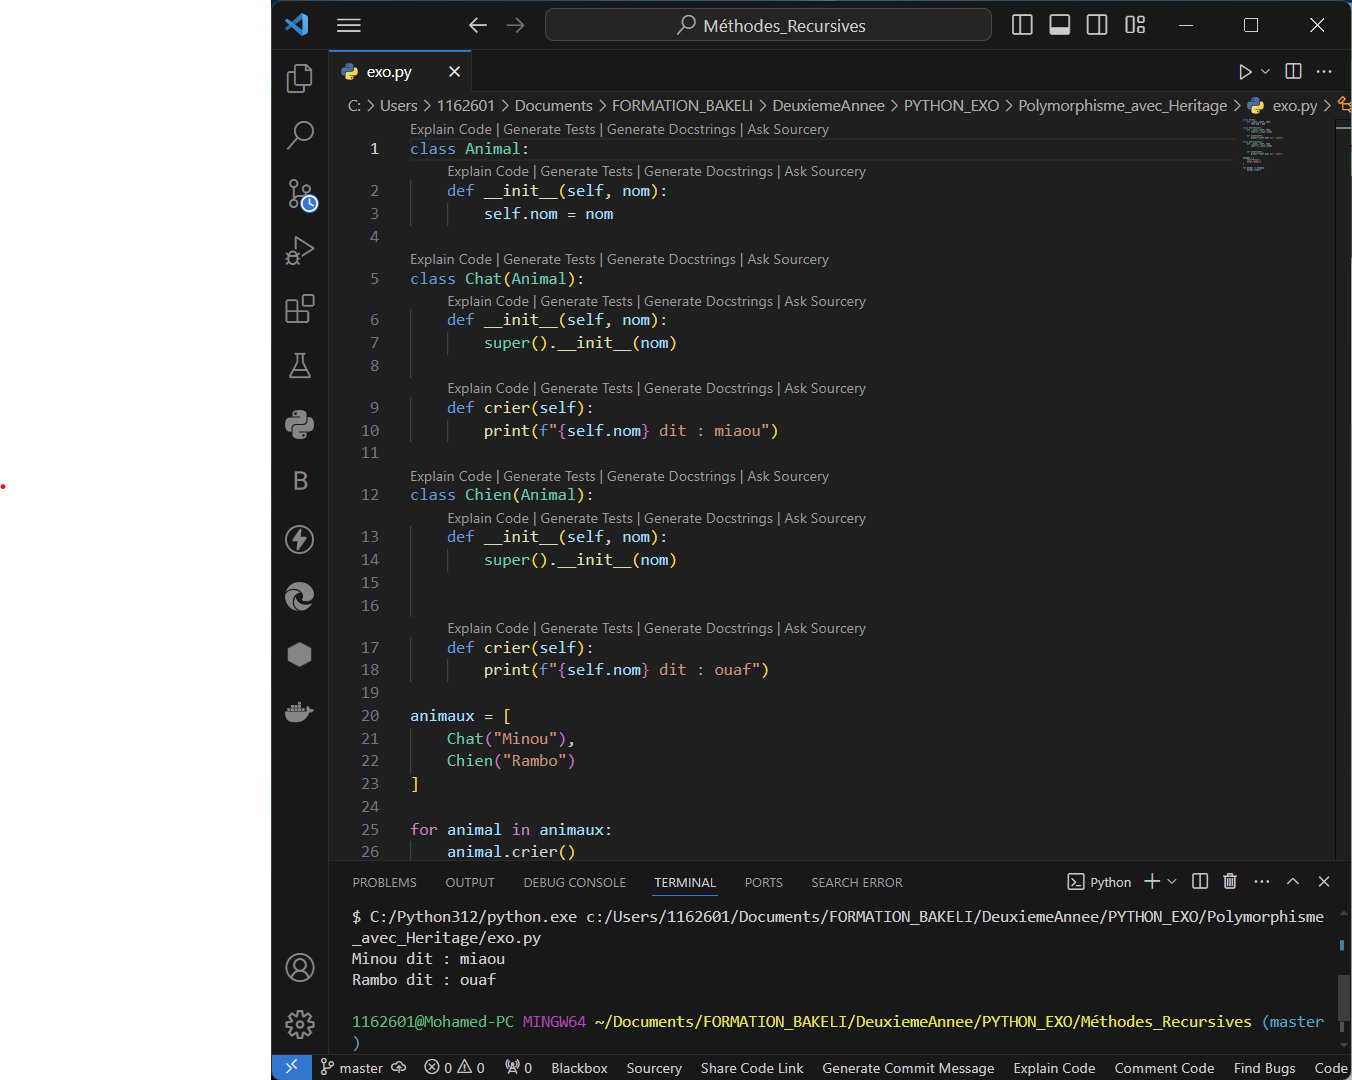 Méthodes_Recursives
exo.py
C: > Users > 1162601 > Documents > FORMATION_BAKELI > DeuxiemeAnnee > PYTHON_EXO > Polymorphisme_avec_Heritage > exo.py >
Explain Code | Generate Tests | Generate Docstrings | Ask Sourcery
1 class Animal:
Explain Code | Generate Tests | Generate Docstrings | Ask Sourcery
2 def __init__(self, nom):
3 self.nom = nom
4
Explain Code | Generate Tests | Generate Docstrings | Ask Sourcery
5 class Chat(Animal):
Explain Code | Generate Tests | Generate Docstrings | Ask Sourcery
6 def __init__(self, nom):
7 super().__init__(nom)
8
Explain Code | Generate Tests | Generate Docstrings | Ask Sourcery
9 def crier(self):
10 print(f"{self.nom} dit : miaou")
11
Explain Code | Generate Tests | Generate Docstrings | Ask Sourcery
12 class Chien(Animal):
Explain Code | Generate Tests | Generate Docstrings | Ask Sourcery
13 def __init__(self, nom):
14 super().__init__(nom)
15
16
Explain Code | Generate Tests | Generate Docstrings | Ask Sourcery
17 def crier(self):
18 print(f"{self.nom} dit : ouaf")
19
20 animaux = [
21 Chat("Minou"),
22 Chien("Rambo")
23 ]
24
25 for animal in animaux:
26 animal.crier()
B
PROBLEMS OUTPUT DEBUG CONSOLE TERMINAL PORTS SEARCH ERROR Python
$ C:/Python312/python.exe c:/Users/1162601/Documents/FORMATION_BAKELI/DeuxiemeAnnee/PYTHON_EXO/Polymorphisme
_avec_Heritage/exo.py
Minou dit : miaou
Rambo dit : ouaf
1162601@Mohamed-PC MINGW64 ~/Documents/FORMATION_BAKELI/DeuxiemeAnnee/PYTHON_EXO/Méthodes_Recursives (master
)
master 0 0 0 Blackbox Sourcery Share Code Link Generate Commit Message Explain Code Comment Code Find Bugs Code